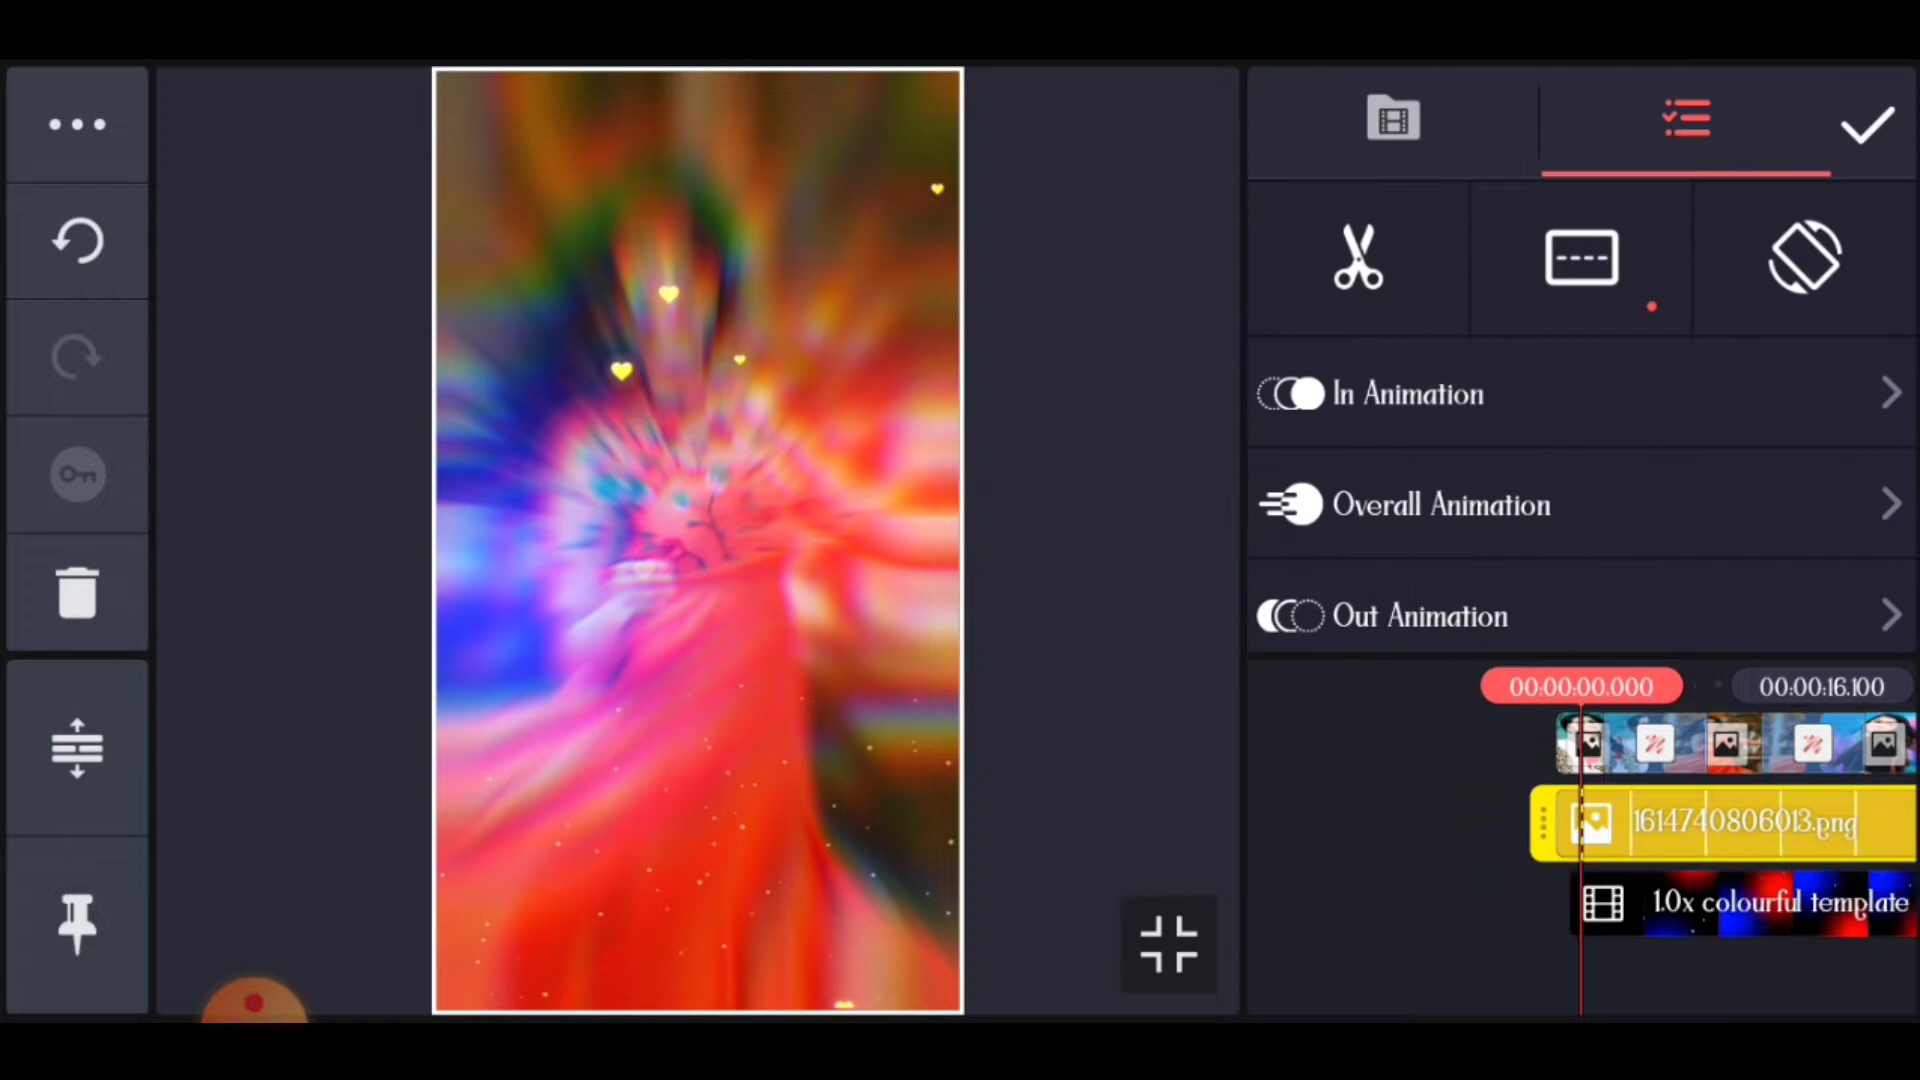 In Animation
Overall Animation
Out Animation
00:00:00.000
00:00:16.100
1614740806013.png
1.0x colourful template